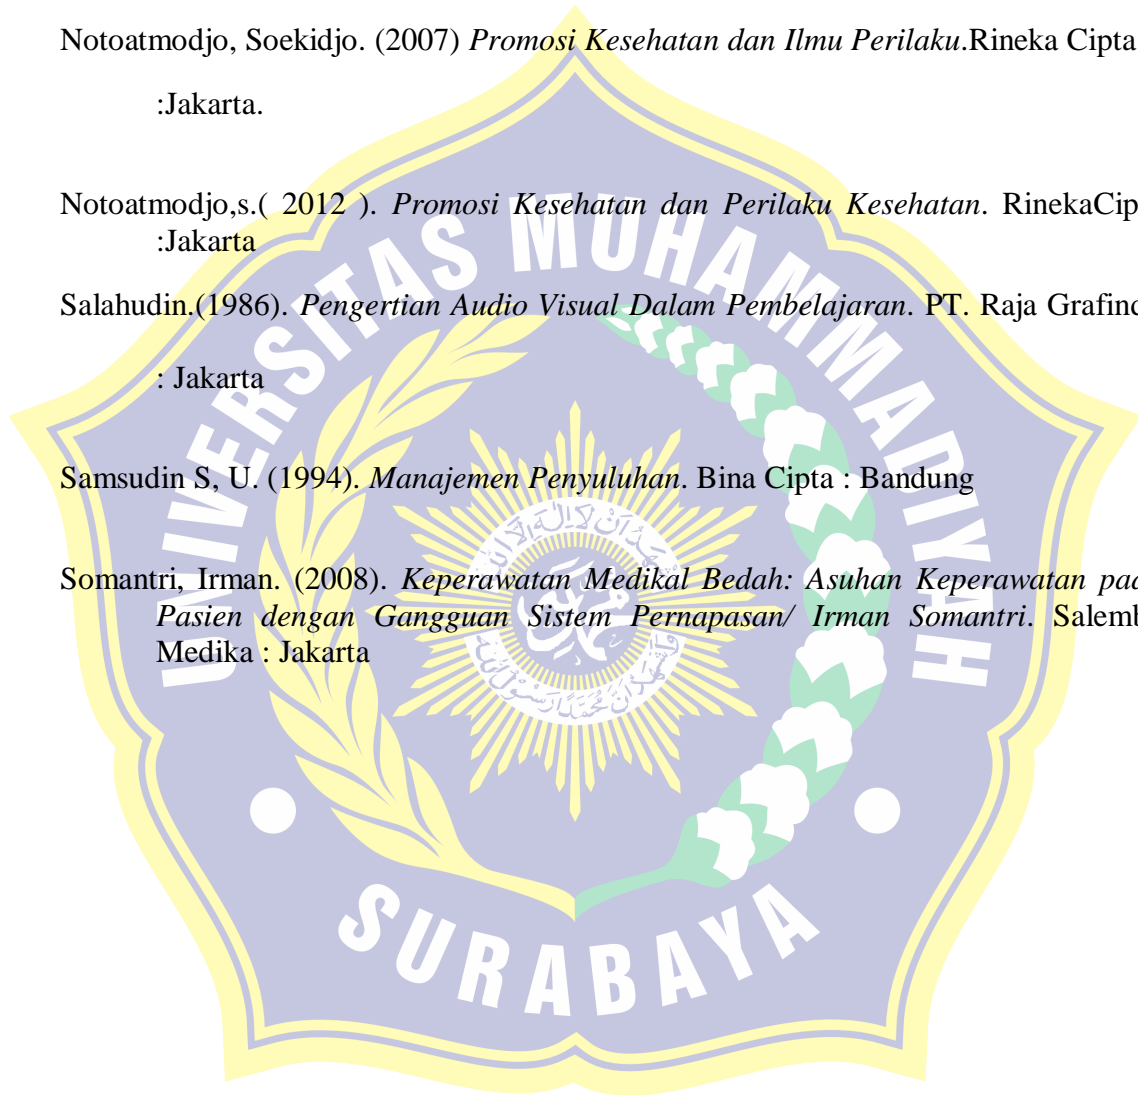 Notoatmodjo, Soekidjo. (2007) Promosi Kesehatan dan Ilmu Perilaku.Rineka Cipta
:Jakarta.
Notoatmodjo,s.( 2012 ). Promosi Kesehatan dan Perilaku Kesehatan. RinekaCip
:Jakarta
Salahudin.(1986). Pengertian Audio Visual Dalam Pembelajaran. PT. Raja Grafind
: Jakarta
Samsudin S, U. (1994). Manajemen Penyuluhan. Bina Cipta : Bandung
Somantri, Irman. (2008). Keperawatan Medikal Bedah: Asuhan Keperawatan pad
Pasien dengan Gangguan Sistem Pernapasan/ Irman Somantri. Salemb
Medika : Jakarta
UNIVERSITAS MUHAMMADIYAH
SURABAYA